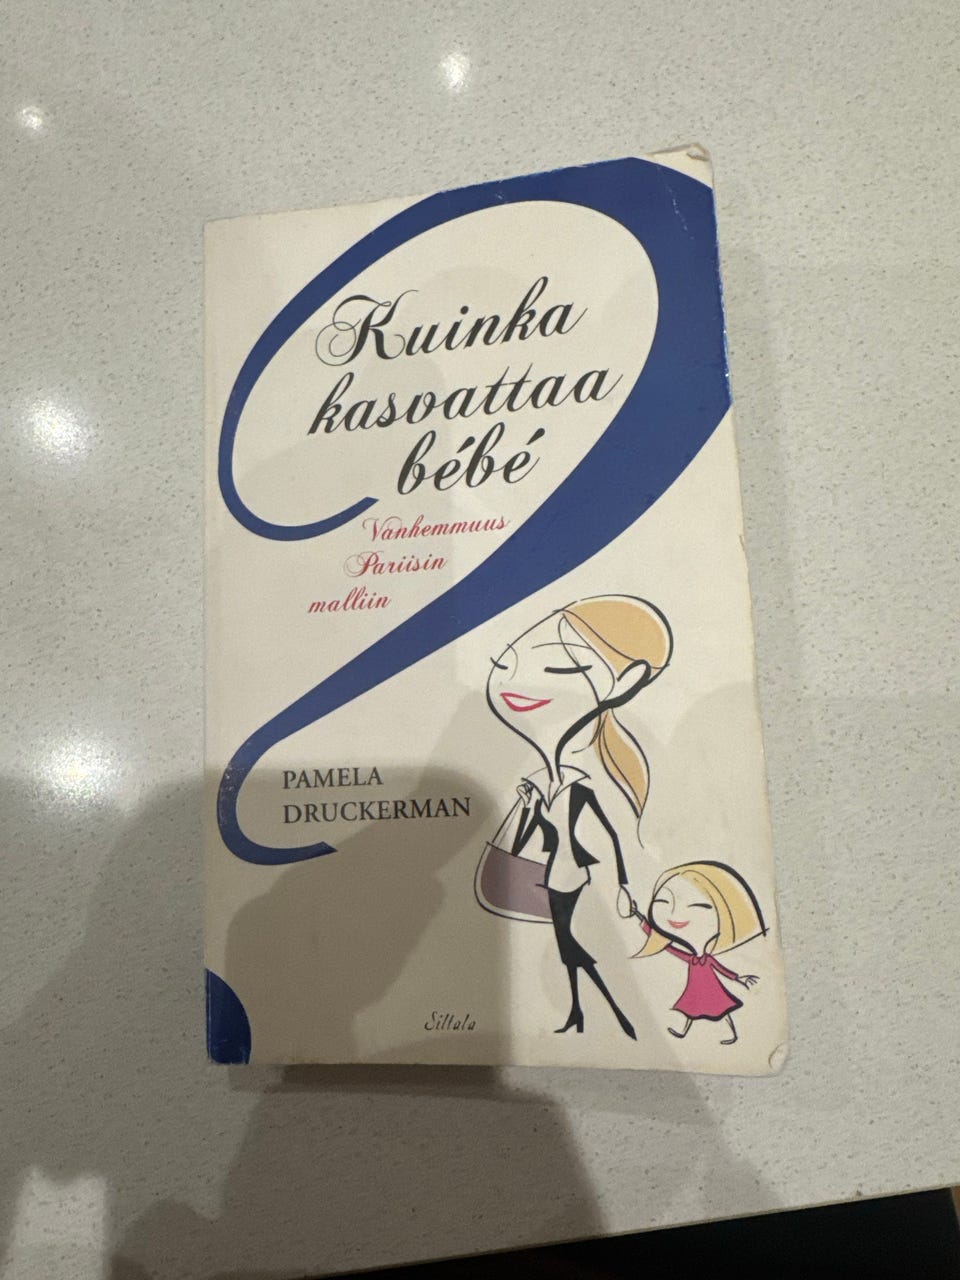 Kuinka
kasvattaa
bébé
Vanhemmuus
Pariisin
malliin
PAMELA
DRUCKERMAN
Siltala